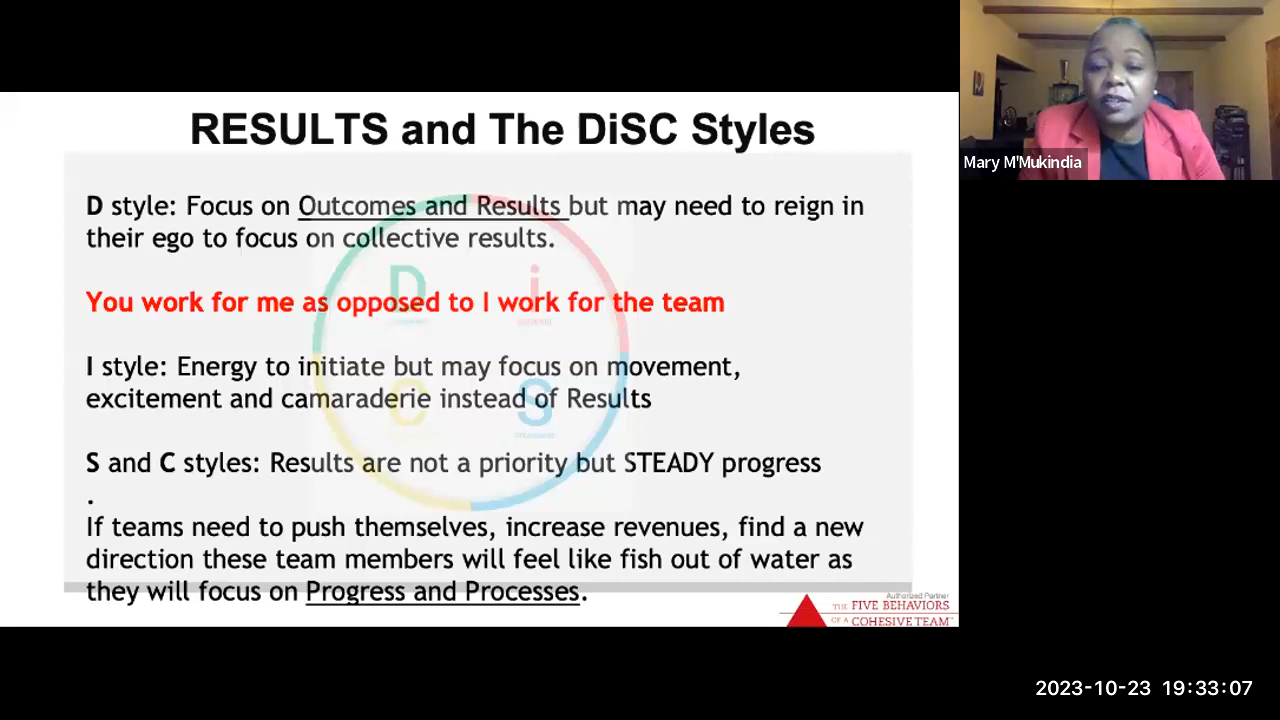 RESULTS and The DiSC Styles
D style: Focus on Outcomes and Results but may need to reign in
their ego to focus on collective results.
You work for me as opposed to I work for the team
I style: Energy to initiate but may focus on movement,
excitement and camaraderie instead of Results
S and C styles: Results are not a priority but STEADY progress
.
If teams need to push themselves, increase revenues, find a new
direction these team members will feel like fish out of water as
they will focus on Progress and Processes.
D i
C S
Authorized Partner
THE FIVE BEHAVIORS
OF A COHESIVE TEAM™
Mary M'Mukindia
2023-10-23 19:33:07